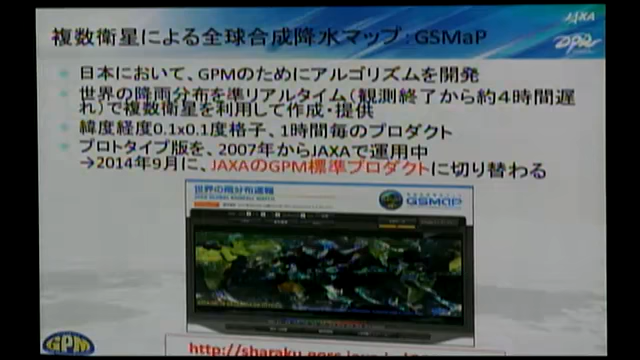 複数衛星による全球合成降水マップ：GSMaP
JAXA
DPR
日本において、GPMのためにアルゴリズムを開発
世界の降雨分布を準リアルタイム（観測終了から約４時間遅
れ）で複数衛星を利用して作成・提供
緯度経度0.1x0.1度格子、1時間毎のプロダクト
プロトタイプ版を、2007年からJAXAで運用中
→2014年9月に、JAXAのGPM標準プロダクトに切り替わる
世界の雨分布速報
GSMaP
GPM
http://sharaku.eorc.jaxa.j